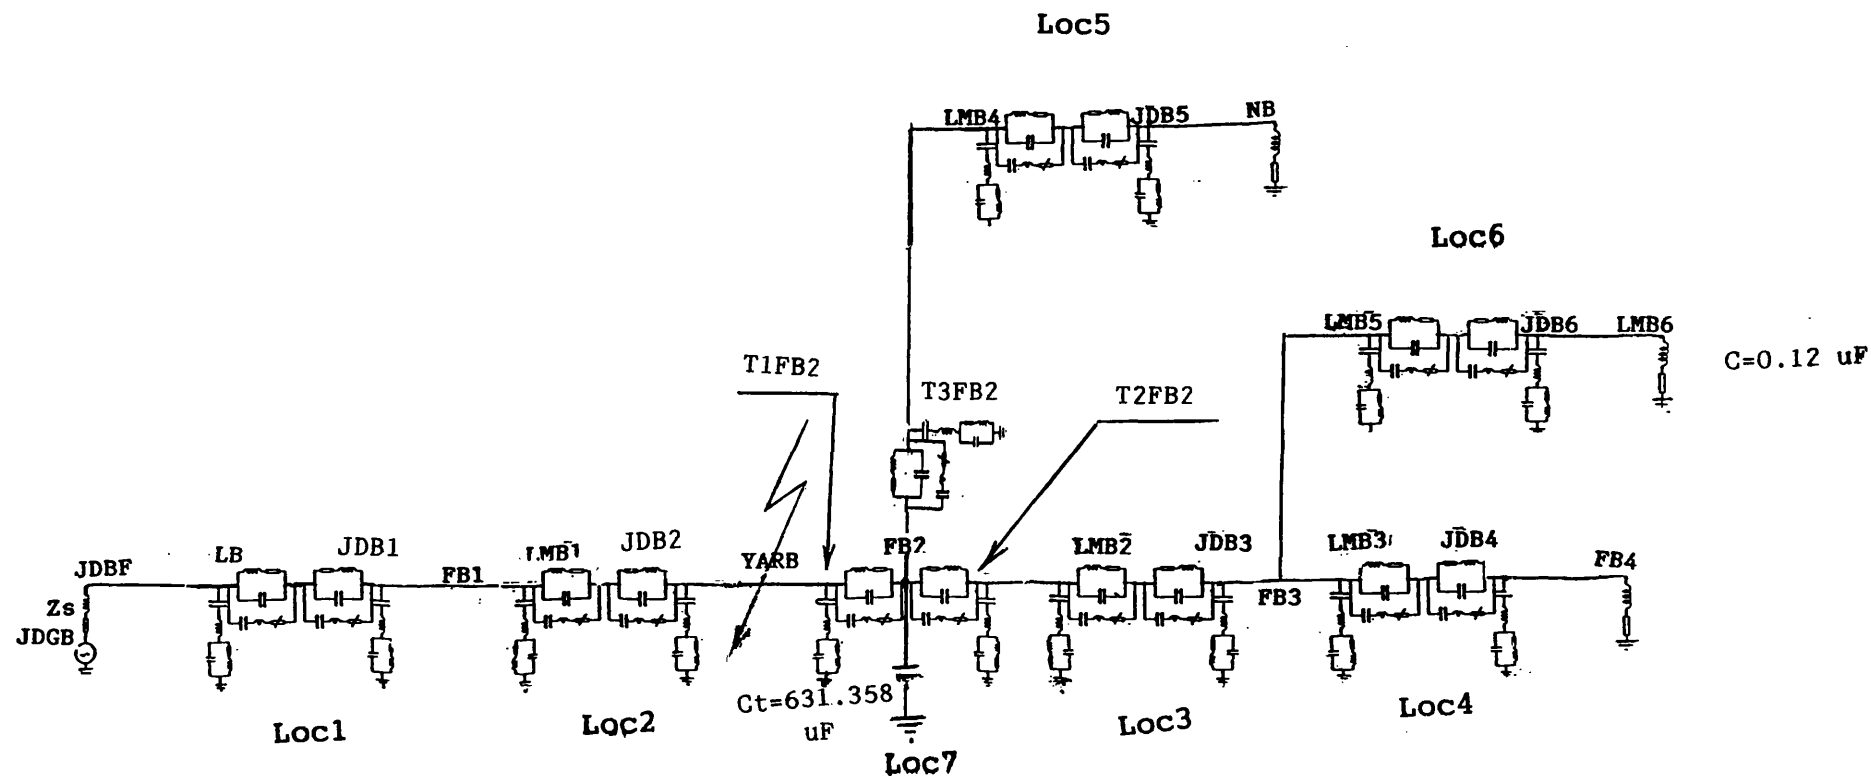 Loc5
LMB4
JDB5
NB
Loc6
LMB5
JDB6
LMB6
C=0.12 uF
T1FB2
T3FB2
T2FB2
JDBF
LB
JDB1
FB1
LMB1
JDB2
YARB
FB2
LMB2
JDB3
FB3
LMB3
JDB4
FB4
Zs
JDGB
Ct=631.358
uF
Loc1
Loc2
Loc7
Loc3
Loc4